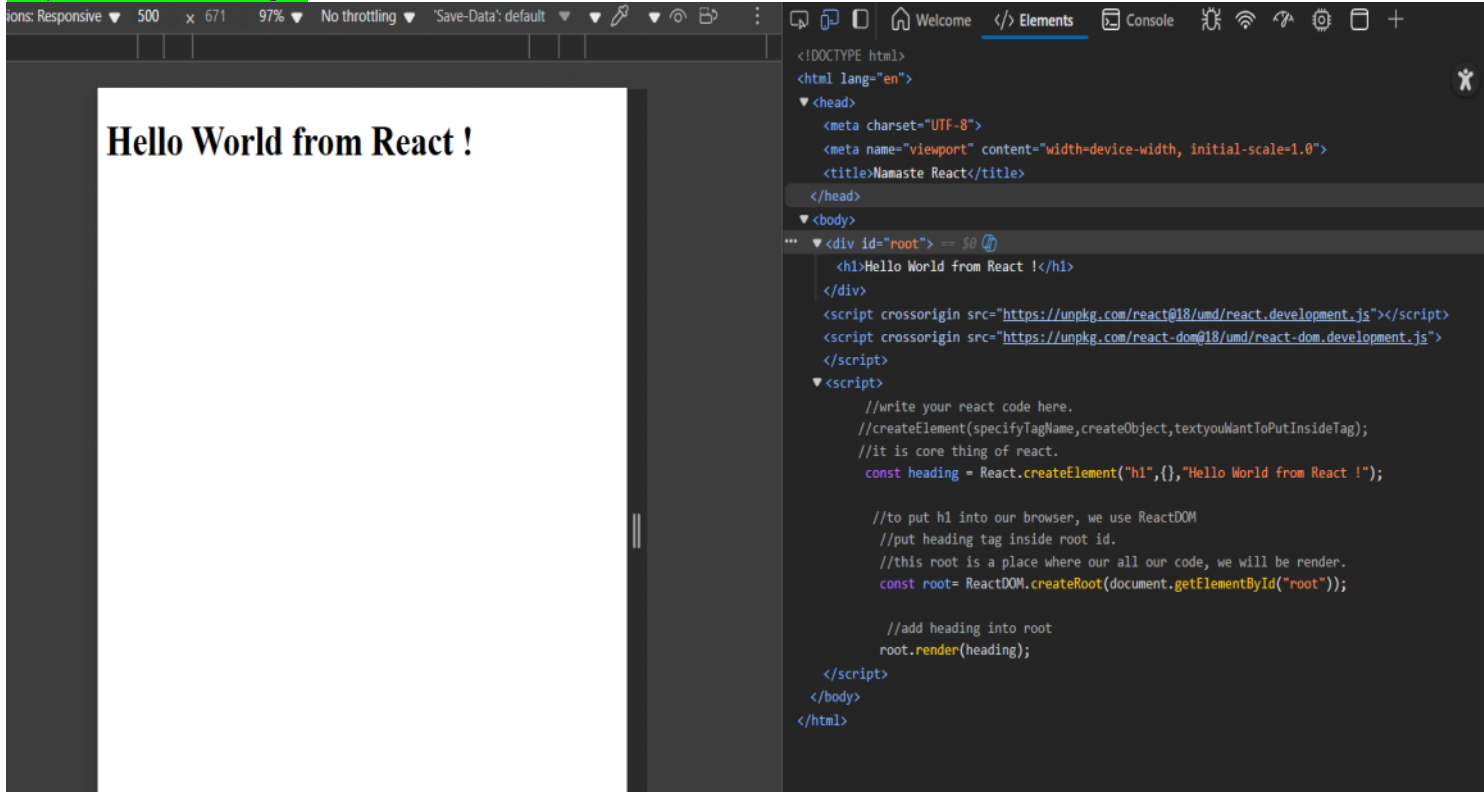 ions: Responsive ▼ 500 x 671 97% ▼ No throttling ▼ 'Save-Data': default ▼
Welcome </> Elements Console
Hello World from React !
<!DOCTYPE html>
<html lang="en">
▼<head>
<meta charset="UTF-8">
<meta name="viewport" content="width=device-width, initial-scale=1.0">
<title>Namaste React</title>
</head>
▼<body>
••• ▼<div id="root"> == $0
<h1>Hello World from React !</h1>
</div>
<script crossorigin src="https://unpkg.com/react@18/umd/react.development.js"></script>
<script crossorigin src="https://unpkg.com/react-dom@18/umd/react-dom.development.js">
</script>
▼<script>
//write your react code here.
//createElement(specifyTagName,createObject,textyouWantToPutInsideTag);
//it is core thing of react.
const heading = React.createElement("h1",{},"Hello World from React !");
//to put h1 into our browser, we use ReactDOM
//put heading tag inside root id.
//this root is a place where our all our code, we will be render.
const root= ReactDOM.createRoot(document.getElementById("root"));
//add heading into root
root.render(heading);
</script>
</body>
</html>